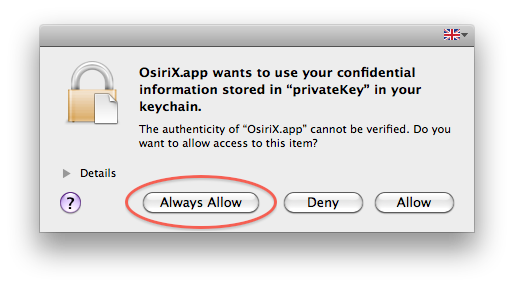 OsiriX.app wants to use your confidential
information stored in “privateKey” in your
keychain.
The authenticity of “OsiriX.app” cannot be verified. Do you
want to allow access to this item?
Details
?
Always Allow
Deny
Allow